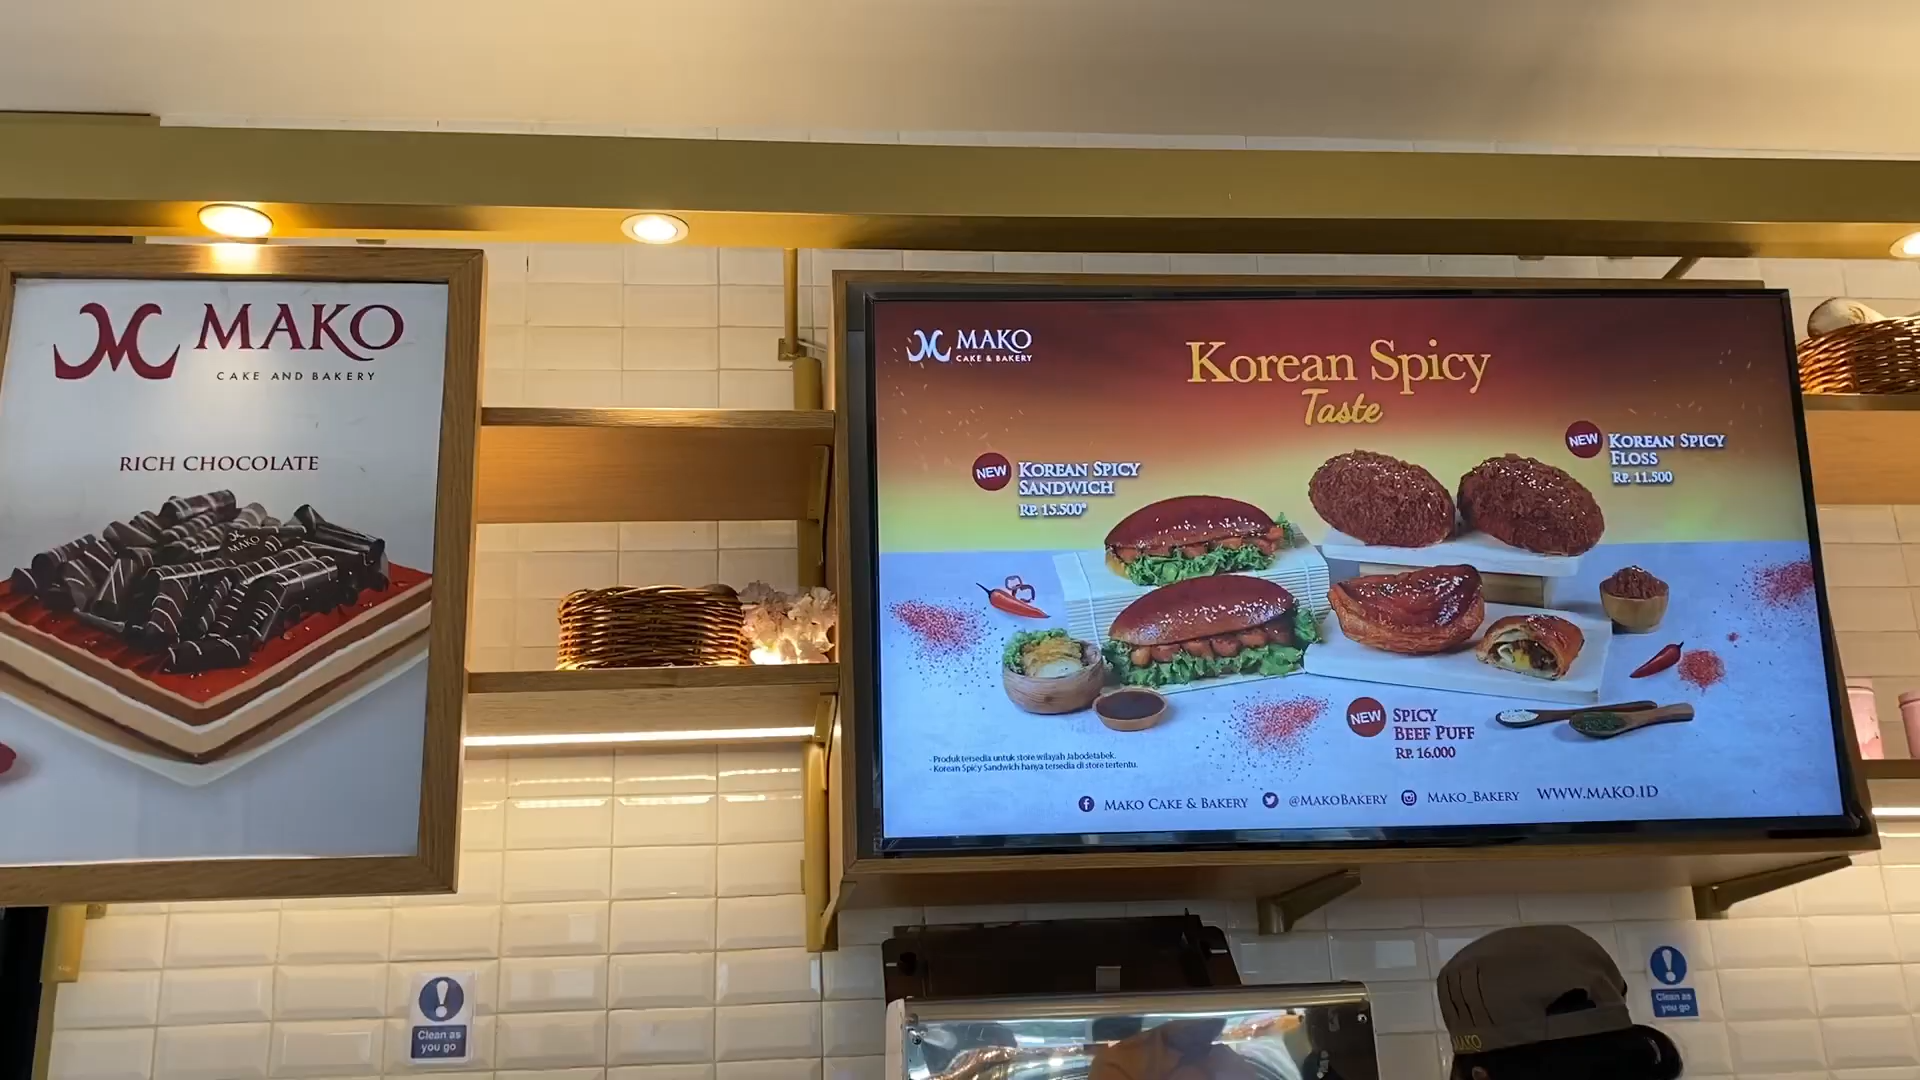 MAKO
CAKE AND BAKERY
RICH CHOCOLATE
MAKO
MAKO
CAKE & BAKERY
Korean Spicy
Taste
NEW
KOREAN SPICY
SANDWICH
RP. 15.500*
NEW
KOREAN SPICY
FLOSS
RP. 11.500
NEW
SPICY
BEEF PUFF
RP. 16.000
- Produk tersedia untuk store wilayah Jabodetabek.
- Korean Spicy Sandwich hanya tersedia di store tertentu.
MAKO CAKE & BAKERY @MAKOBAKERY MAKO_BAKERY WWW.MAKO.ID
Clean as
you go
Clean as
you go